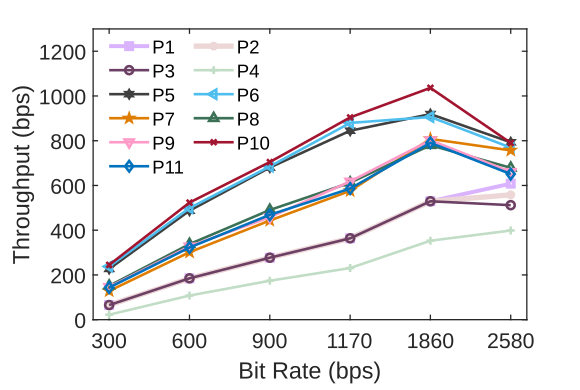 1200
1000
800
600
400
200
0
Throughput (bps)
P1 P2
P3 P4
P5 P6
P7 P8
P9 P10
P11
300 600 900 1170 1860 2580
Bit Rate (bps)